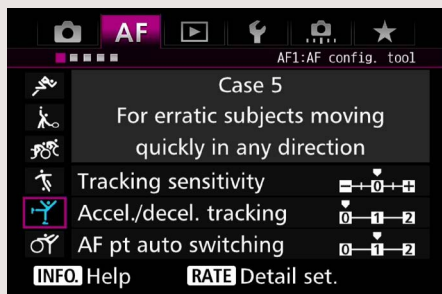 AF
AF1:AF config. tool
Case 5
For erratic subjects moving
quickly in any direction
Tracking sensitivity - 0 +
Accel./decel. tracking 0 1 2
AF pt auto switching 0 1 2
INFO. Help RATE Detail set.